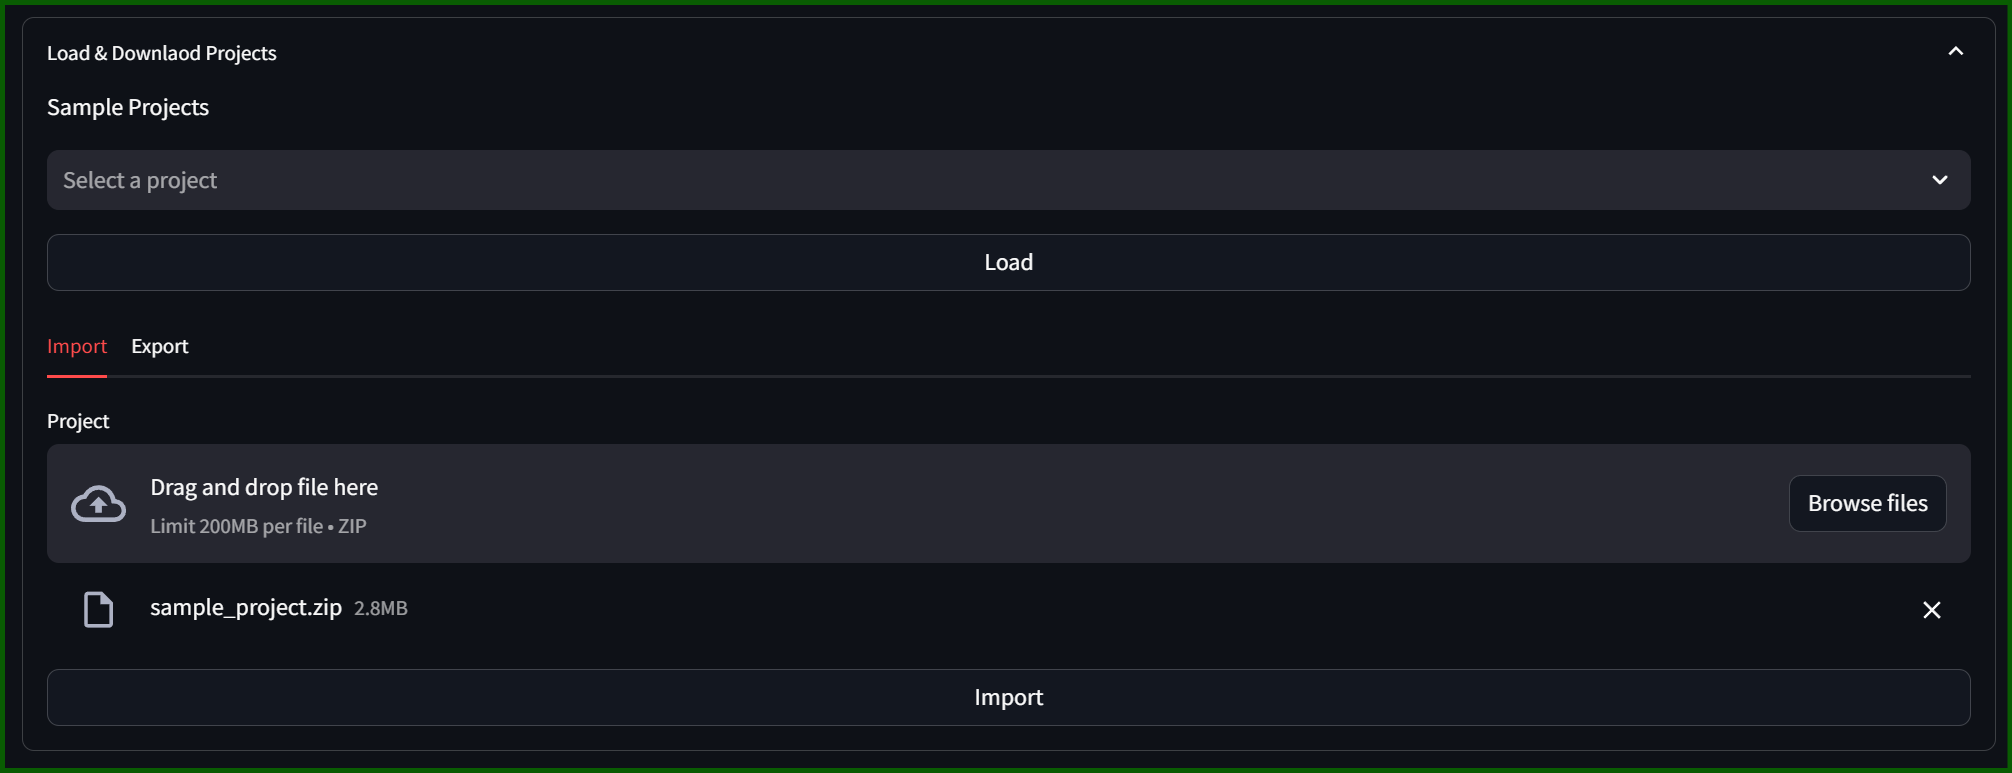 Load & Downlaod Projects
Sample Projects
Select a project
Load
Import Export
Project
Drag and drop file here
Limit 200MB per file • ZIP
Browse files
sample_project.zip 2.8MB
Import